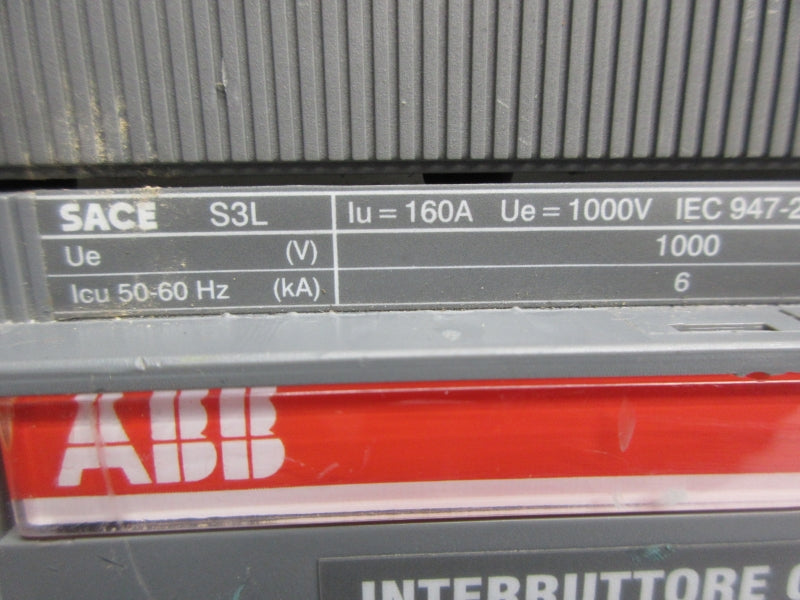 SACE S3L Iu = 160A Ue = 1000V IEC 947-2
Ue (V) 1000
Icu 50-60 Hz (kA) 6
ABB
INTERRUTTORE